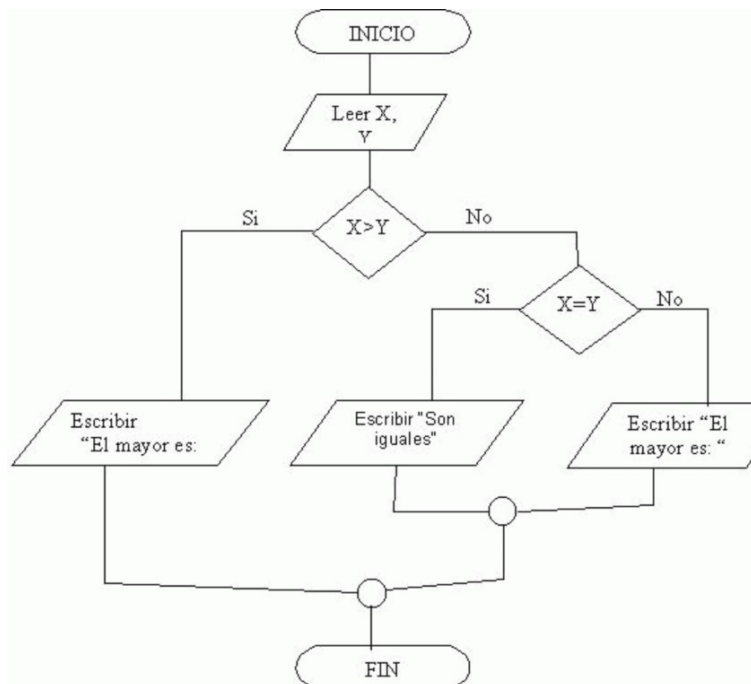 INICIO
Leer X,
Y
Si
X>Y
No
Si
X=Y
No
Escribir
“El mayor es:
Escribir "Son
iguales"
Escribir “El
mayor es: “
FIN